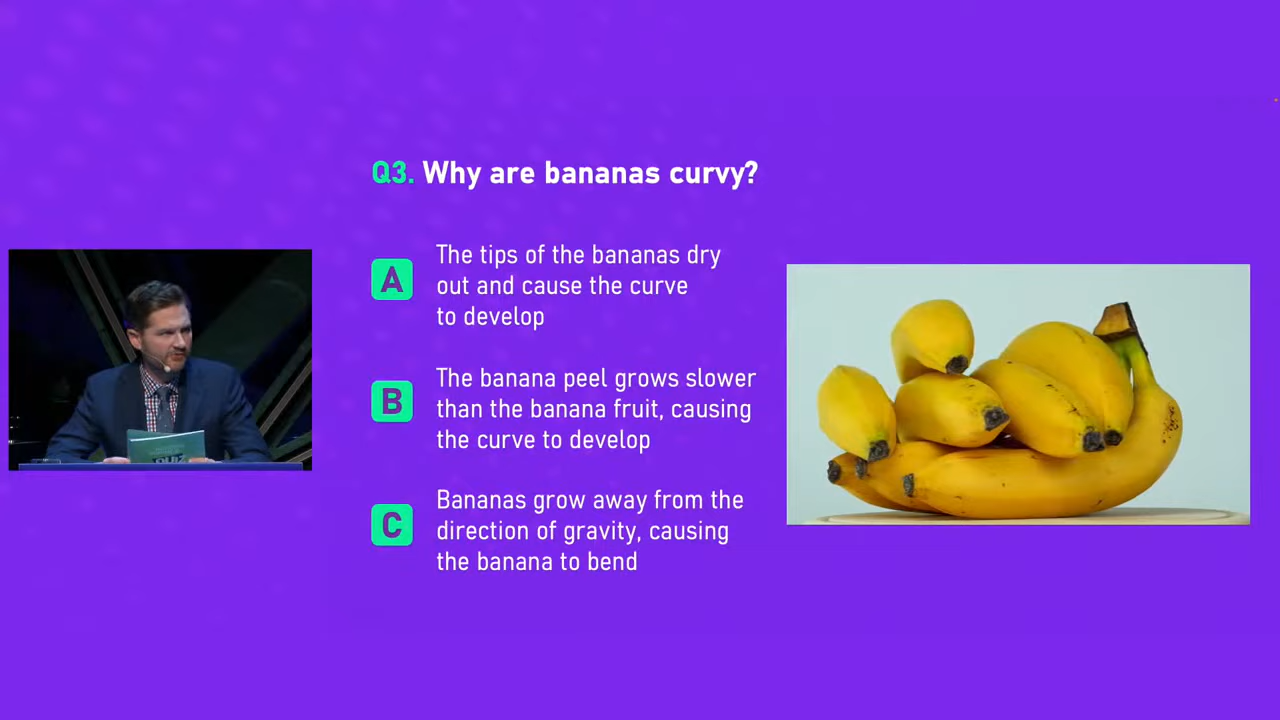 Q3. Why are bananas curvy?
A
The tips of the bananas dry
out and cause the curve
to develop
B
The banana peel grows slower
than the banana fruit, causing
the curve to develop
C
Bananas grow away from the
direction of gravity, causing
the banana to bend
QUIZ